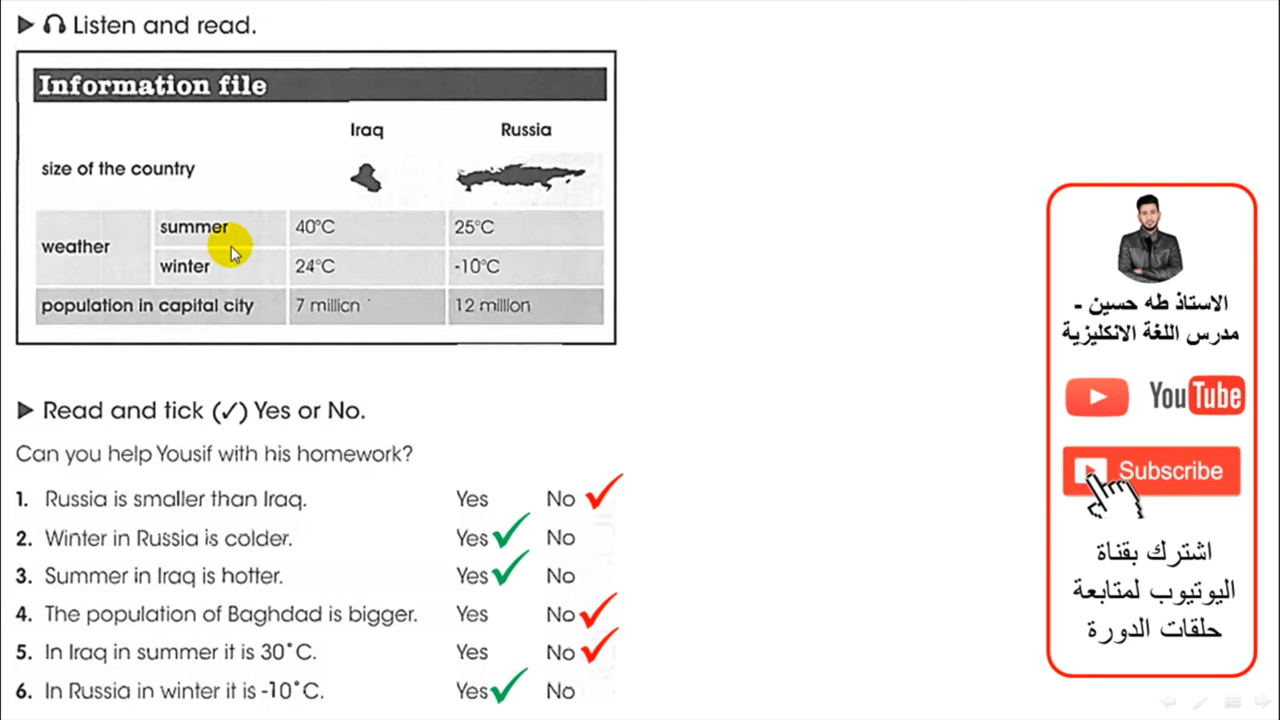 Listen and read.
Information file
Iraq Russia
size of the country
weather summer 40°C 25°C
winter 24°C -10°C
population in capital city 7 million 12 million
Read and tick (✓) Yes or No.
Can you help Yousif with his homework?
1. Russia is smaller than Iraq. Yes No ✓
2. Winter in Russia is colder. Yes ✓ No
3. Summer in Iraq is hotter. Yes ✓ No
4. The population of Baghdad is bigger. Yes No ✓
5. In Iraq in summer it is 30°C. Yes No ✓
6. In Russia in winter it is -10°C. Yes ✓ No
الاستاذ طه حسين -
مدرس اللغة الانكليزية
YouTube
Subscribe
اشترك بقناة
اليوتيوب لمتابعة
حلقات الدورة